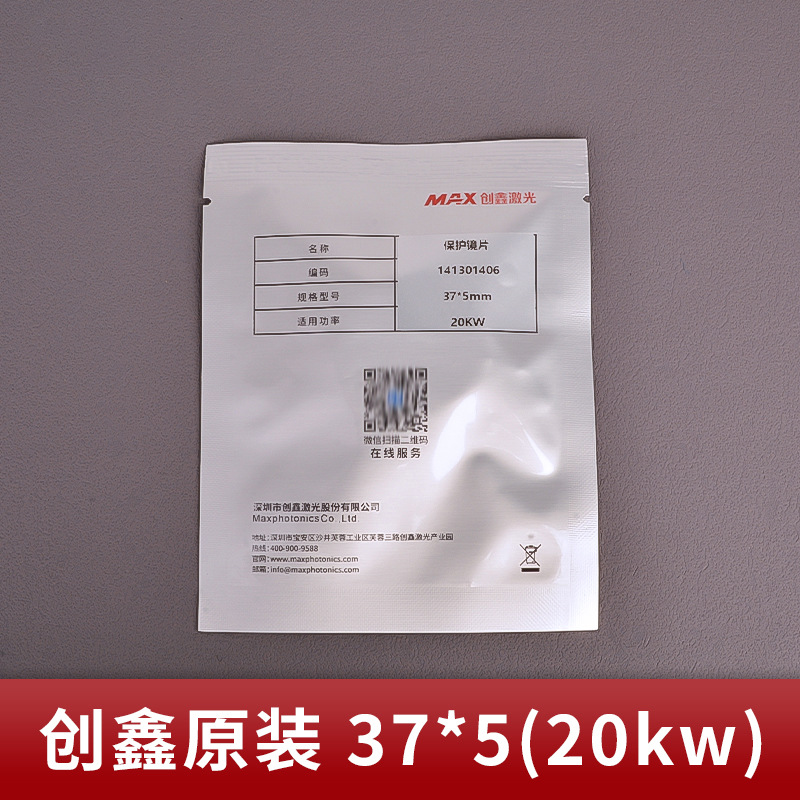 MAX 创鑫激光
名称 保护镜片
编码 141301406
规格型号 37*5mm
适用功率 20KW
微信扫描二维码
在线服务
深圳市创鑫激光股份有限公司
MaxphotonicsCo.,Ltd.
地址:深圳市宝安区沙井芙蓉工业区芙蓉三路创鑫激光产业园
热线:400-900-9588
官网:www.maxphotonics.com
邮箱:info@maxphotonics.com
创鑫原装 37*5(20kw)